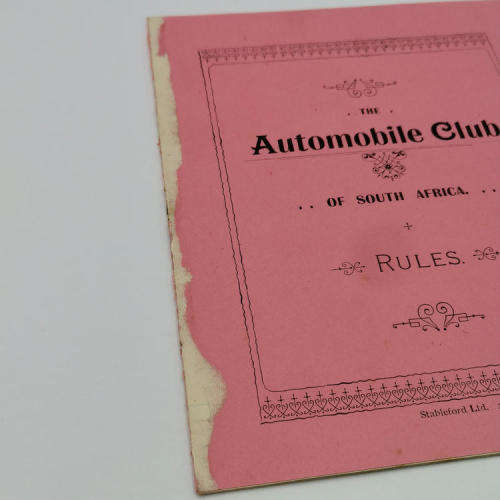 . . THE .
Automobile Club
. . OF SOUTH AFRICA. . .
RULES.
Stableford Ltd.